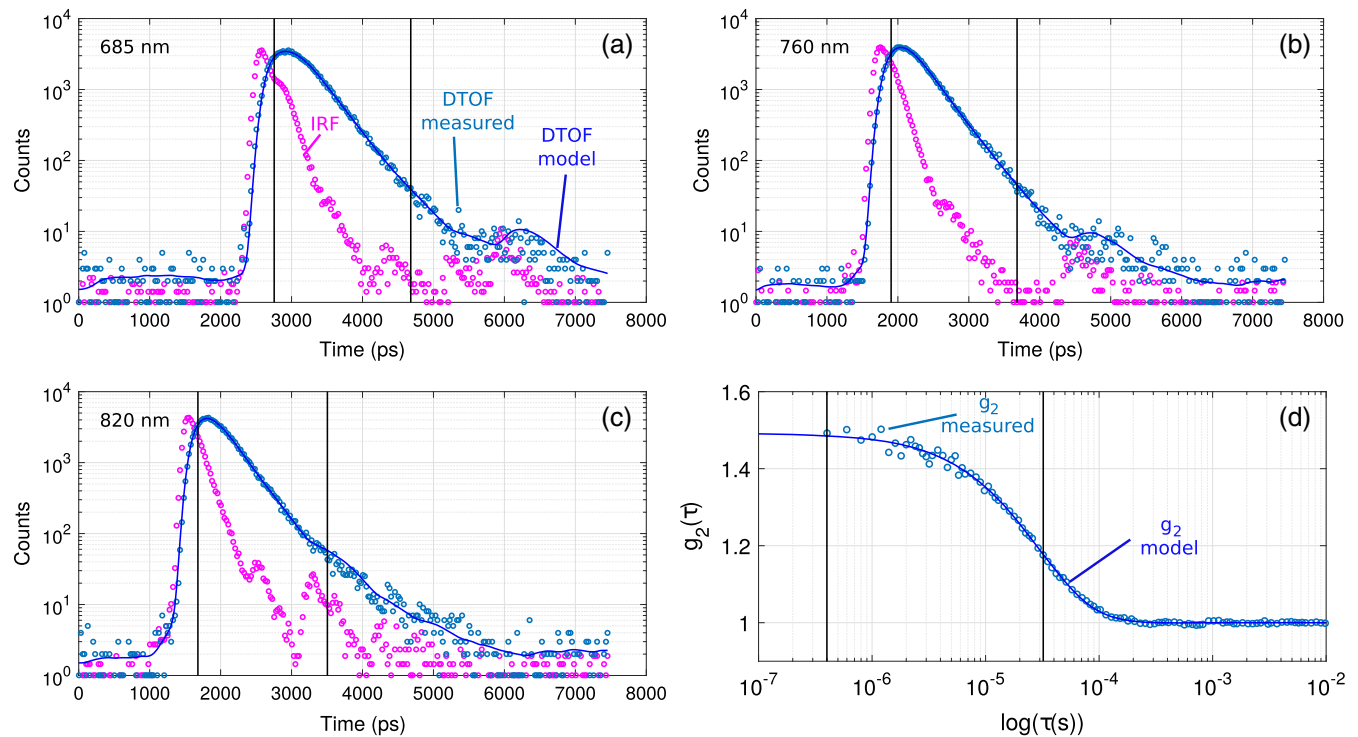 685 nm
(a)
IRF
DTOF
measured
DTOF
model
Counts
10^4
10^3
10^2
10^1
10^0
0 1000 2000 3000 4000 5000 6000 7000 8000
Time (ps)
760 nm
(b)
Counts
10^4
10^3
10^2
10^1
10^0
0 1000 2000 3000 4000 5000 6000 7000 8000
Time (ps)
820 nm
(c)
Counts
10^4
10^3
10^2
10^1
10^0
0 1000 2000 3000 4000 5000 6000 7000 8000
Time (ps)
(d)
g_2
measured
g_2
model
g_2(τ)
1.6
1.4
1.2
1
10^-7 10^-6 10^-5 10^-4 10^-3 10^-2
log(τ(s))